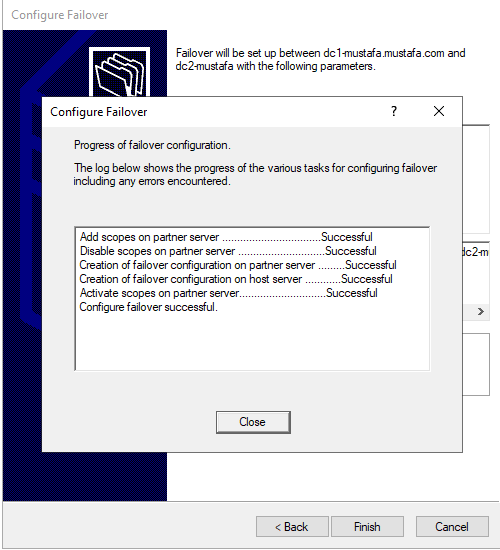 Configure Failover
Failover will be set up between dc1-mustafa.mustafa.com and
dc2-mustafa with the following parameters.
Configure Failover
Progress of failover configuration.
The log below shows the progress of the various tasks for configuring failover
including any errors encountered.
Add scopes on partner server .................................Successful
Disable scopes on partner server .............................Successful
Creation of failover configuration on partner server .........Successful
Creation of failover configuration on host server ............Successful
Activate scopes on partner server.............................Successful
Configure failover successful.
Close
< Back
Finish
Cancel